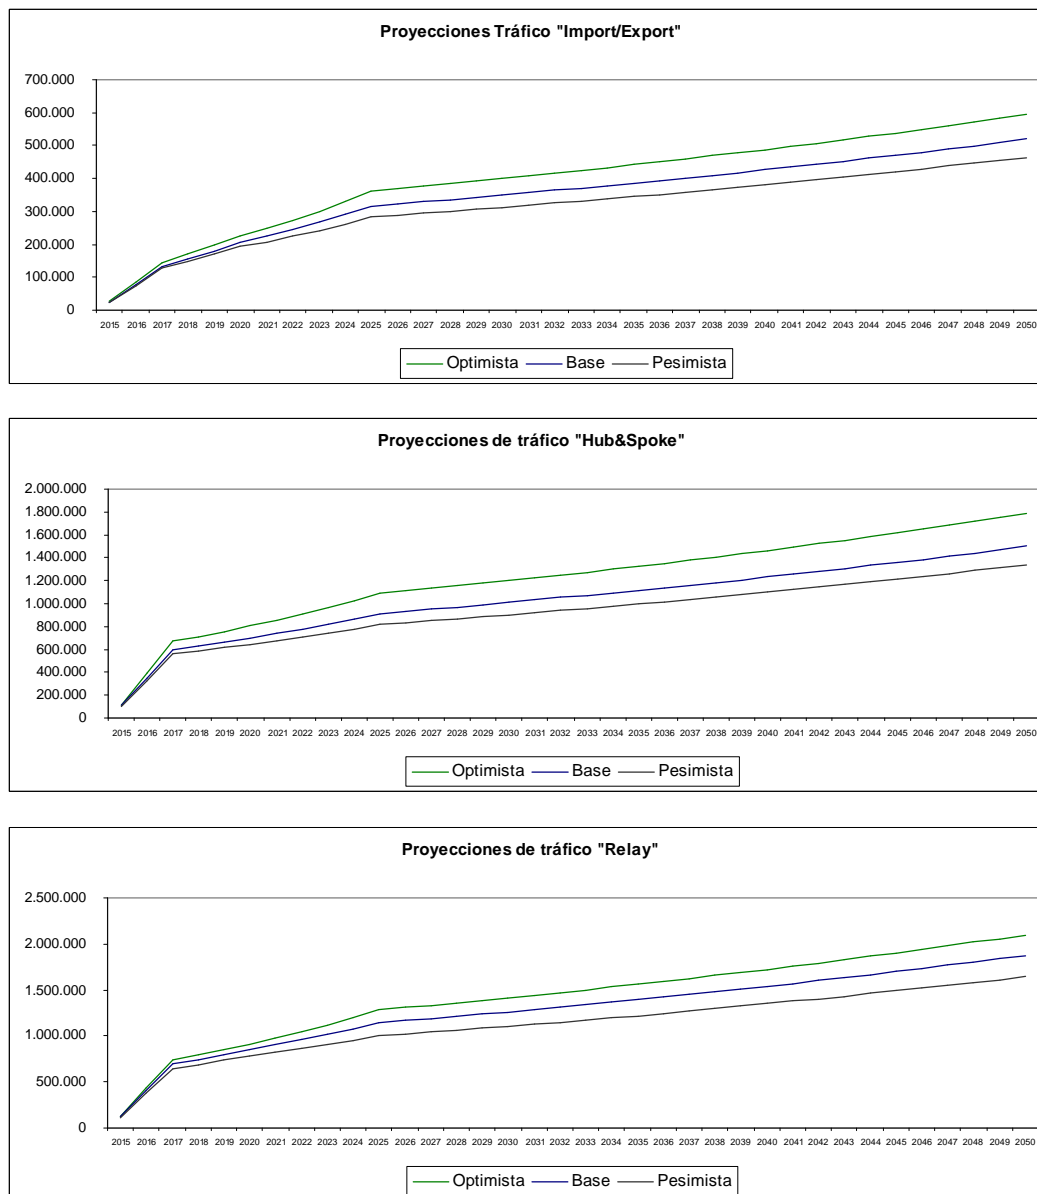 Proyecciones Tráfico "Import/Export"
700.000
600.000
500.000
400.000
300.000
200.000
100.000
0
2015 2016 2017 2018 2019 2020 2021 2022 2023 2024 2025 2026 2027 2028 2029 2030 2031 2032 2033 2034 2035 2036 2037 2038 2039 2040 2041 2042 2043 2044 2045 2046 2047 2048 2049 2050
Optimista Base Pesimista
Proyecciones de tráfico "Hub&Spoke"
2.000.000
1.800.000
1.600.000
1.400.000
1.200.000
1.000.000
800.000
600.000
400.000
200.000
0
2015 2016 2017 2018 2019 2020 2021 2022 2023 2024 2025 2026 2027 2028 2029 2030 2031 2032 2033 2034 2035 2036 2037 2038 2039 2040 2041 2042 2043 2044 2045 2046 2047 2048 2049 2050
Optimista Base Pesimista
Proyecciones de tráfico "Relay"
2.500.000
2.000.000
1.500.000
1.000.000
500.000
0
2015 2016 2017 2018 2019 2020 2021 2022 2023 2024 2025 2026 2027 2028 2029 2030 2031 2032 2033 2034 2035 2036 2037 2038 2039 2040 2041 2042 2043 2044 2045 2046 2047 2048 2049 2050
Optimista Base Pesimista